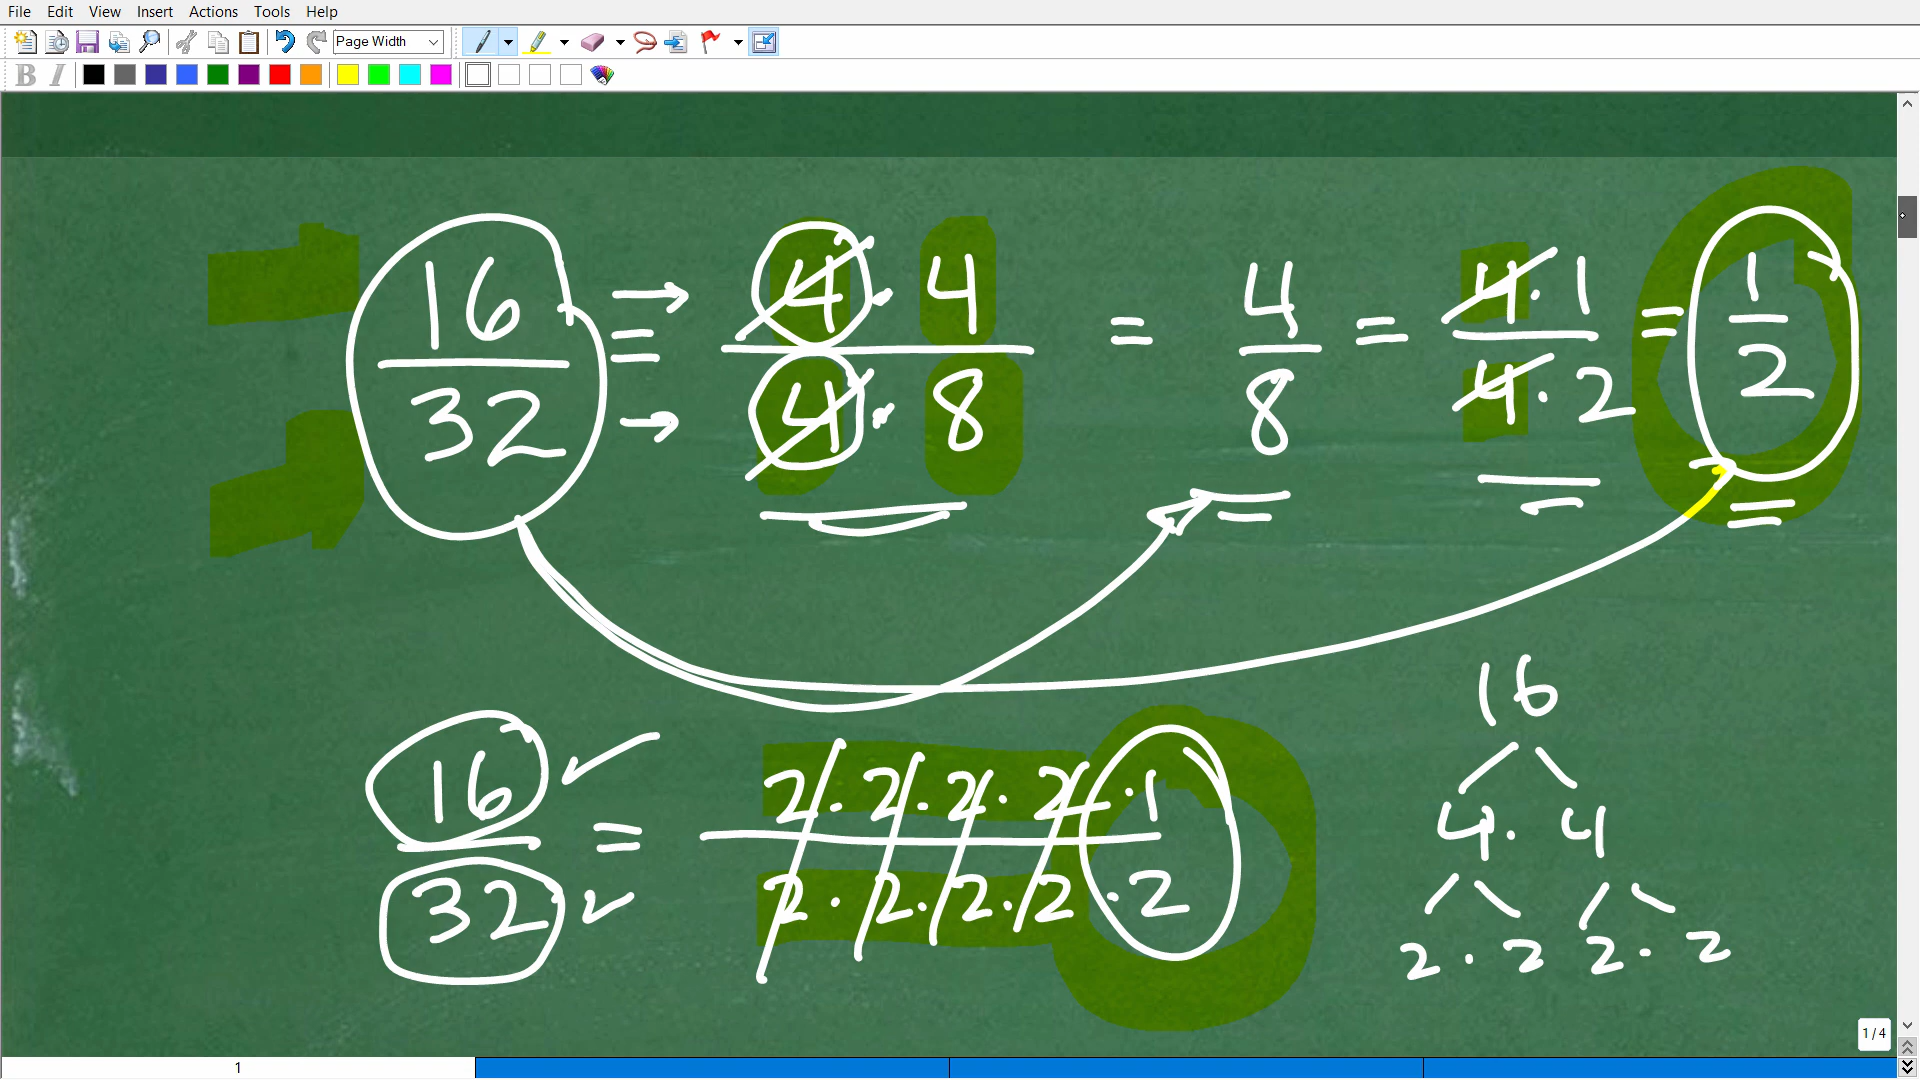 File Edit View Insert Actions Tools Help
Page Width
B I
16/32 = → → 4 · 4 / 4 · 8 = 4/8 = 4 · 1 / 4 · 2 = 1/2
16/32 = 2 · 2 · 2 · 2 · 1 / 2 · 2 · 2 · 2 · 2
16
4 · 4
2 · 2 2 · 2
1 / 4
1